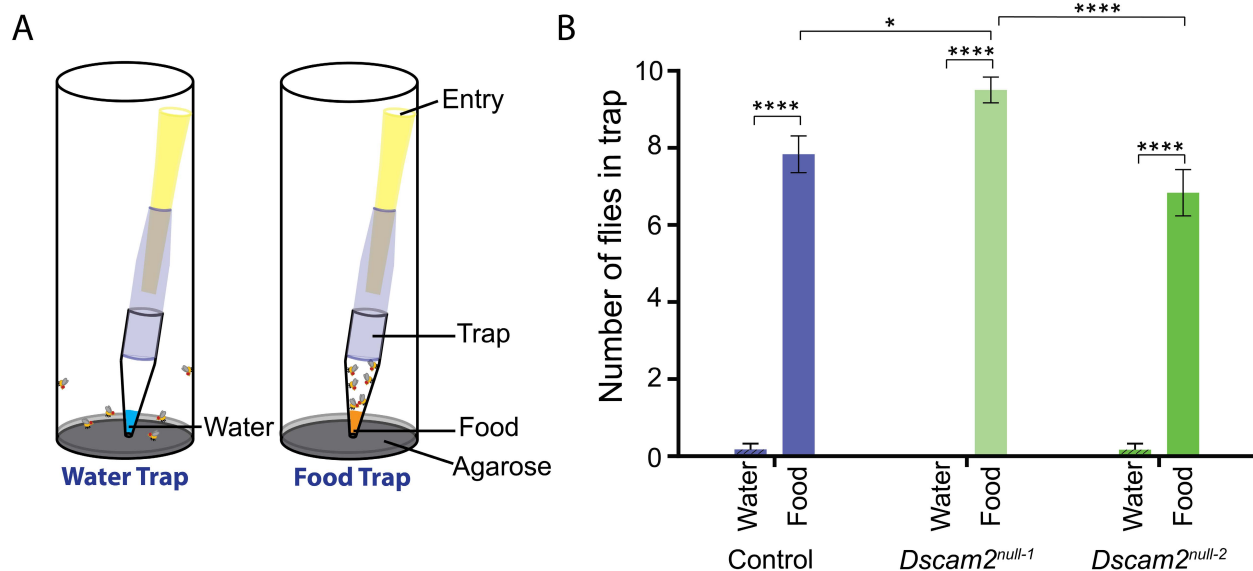 A
Entry
Trap
Water
Food
Agarose
Water Trap
Food Trap
B
*
****
****
****
****
Number of flies in trap
10
8
6
4
2
0
Water
Food
Water
Food
Water
Food
Control
Dscam2null-1
Dscam2null-2